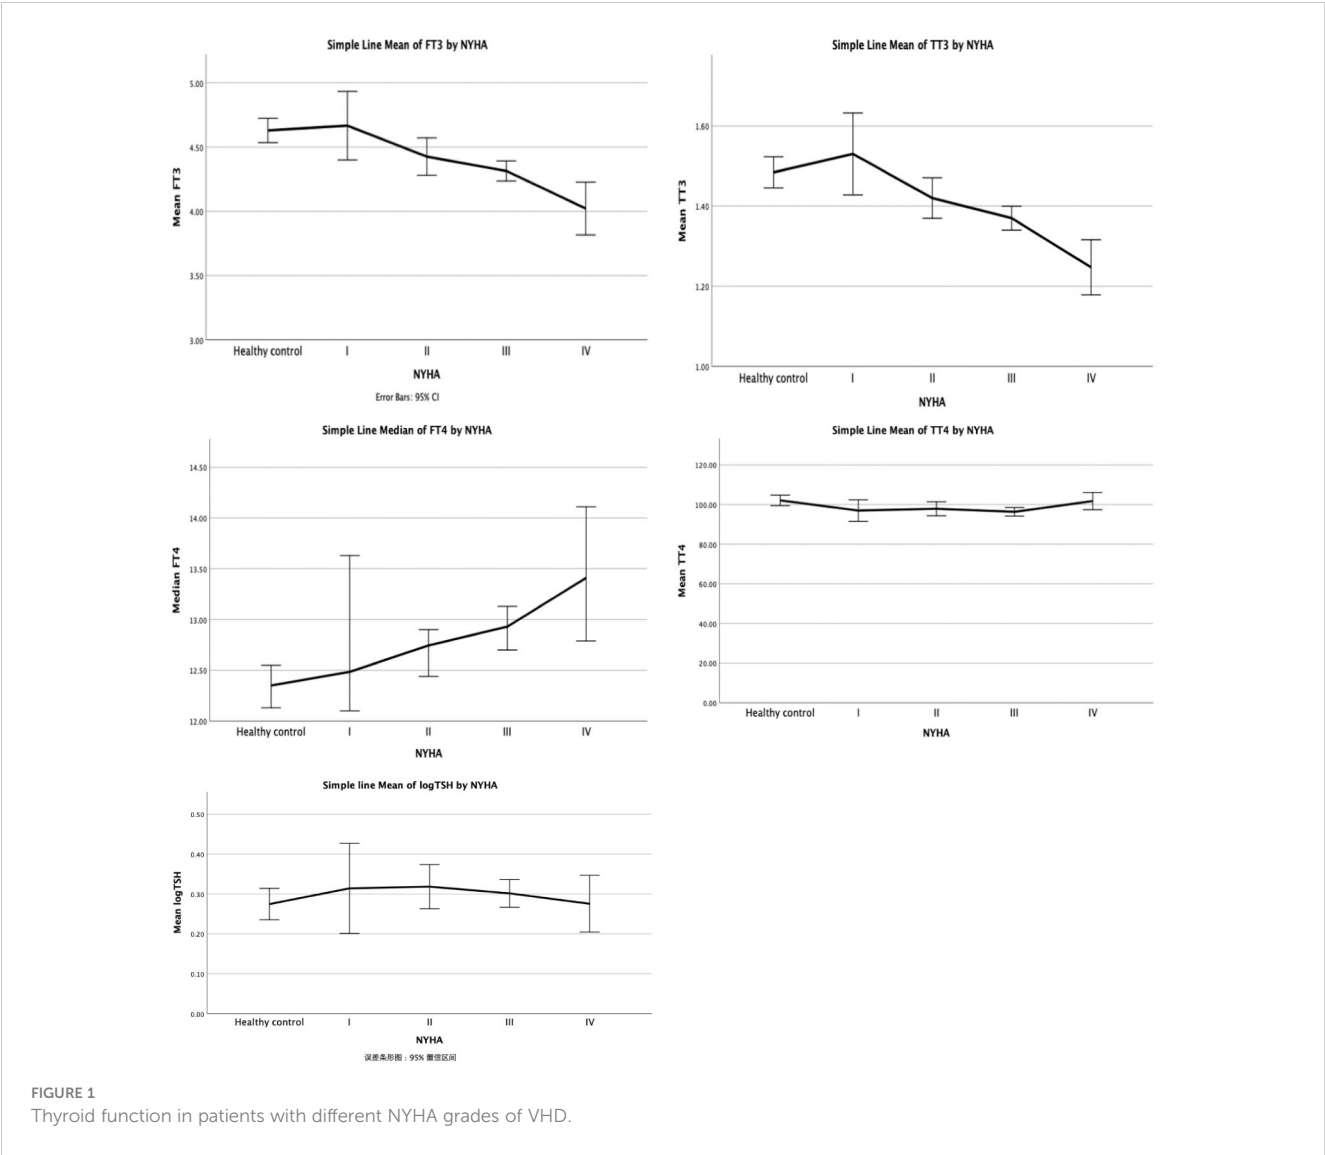 Simple Line Mean of FT3 by NYHA
Mean FT3
5.00
4.50
4.00
3.50
3.00
Healthy control I II III IV
NYHA
Error Bars: 95% CI
Simple Line Mean of TT3 by NYHA
Mean TT3
1.60
1.40
1.20
1.00
Healthy control I II III IV
NYHA
Simple Line Median of FT4 by NYHA
Median FT4
14.50
14.00
13.50
13.00
12.50
12.00
Healthy control I II III IV
NYHA
Simple Line Mean of TT4 by NYHA
Mean TT4
120.00
100.00
80.00
60.00
40.00
20.00
0.00
Healthy control I II III IV
NYHA
Simple line Mean of logTSH by NYHA
Mean logTSH
0.50
0.40
0.30
0.20
0.10
0.00
Healthy control I II III IV
NYHA
误差条形图：95% 置信区间
FIGURE 1
Thyroid function in patients with different NYHA grades of VHD.